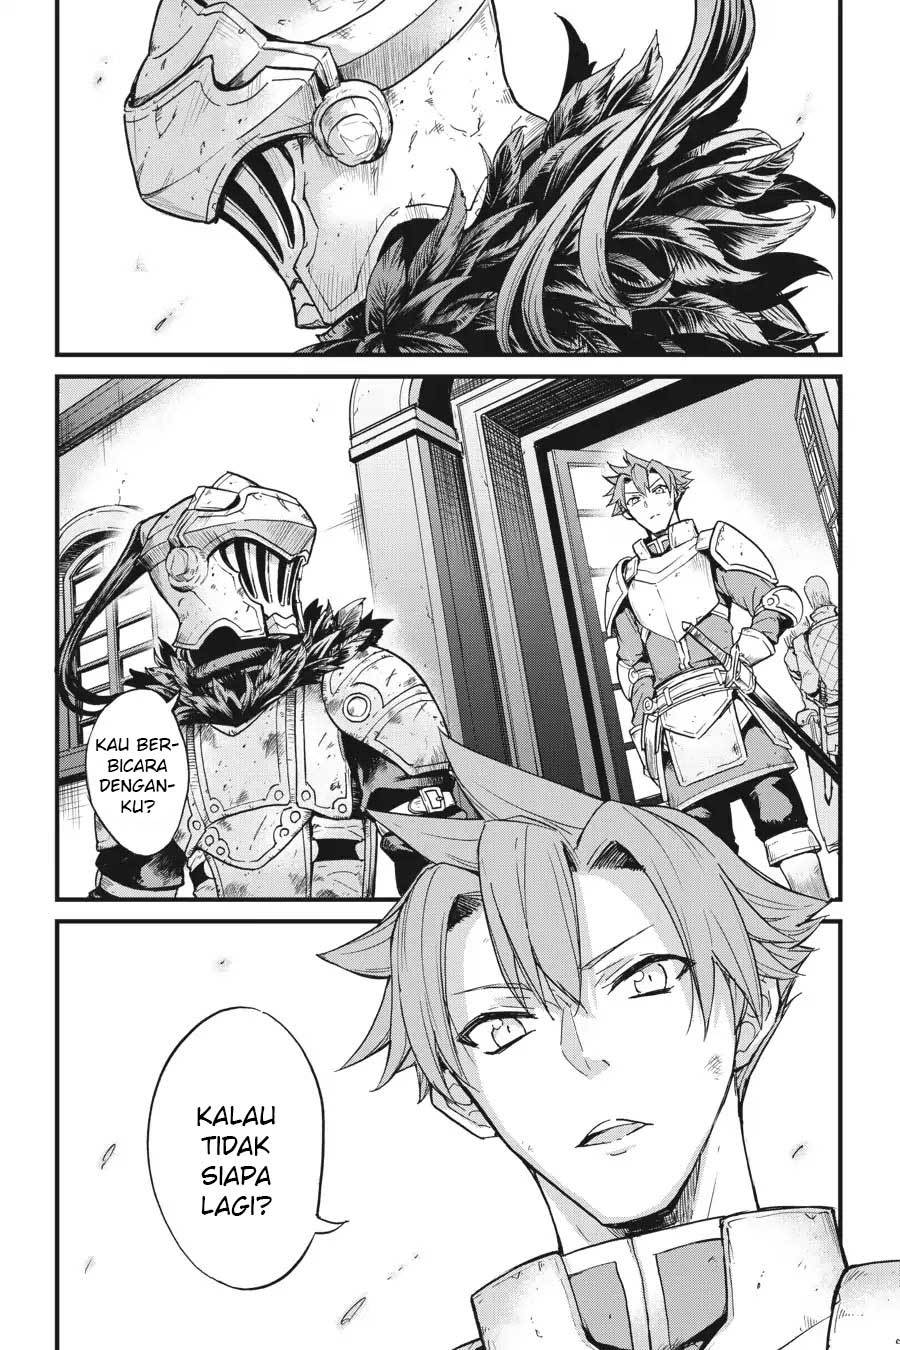 KAU BER-
BICARA
DENGAN-
KU?
KALAU
TIDAK
SIAPA
LAGI?